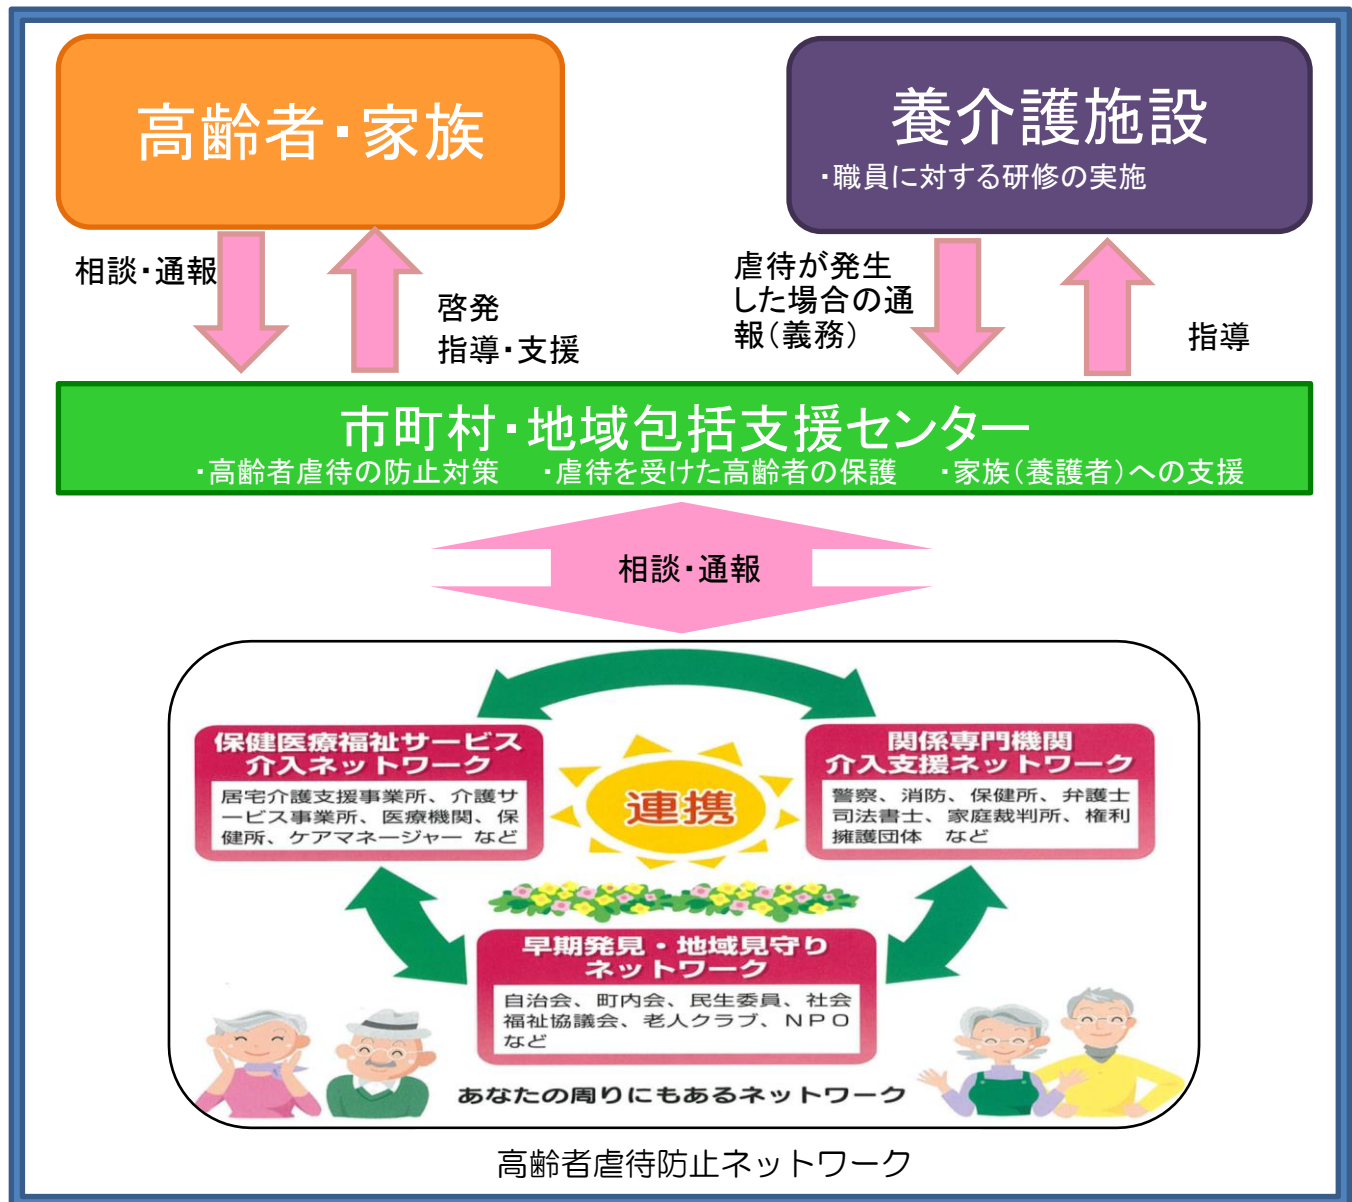 高齢者・家族
養介護施設
・職員に対する研修の実施
相談・通報
啓発
指導・支援
虐待が発生
した場合の通
報（義務）
指導
市町村・地域包括支援センター
・高齢者虐待の防止対策　・虐待を受けた高齢者の保護　・家族（養護者）への支援
相談・通報
保健医療福祉サービス
介入ネットワーク
居宅介護支援事業所、介護サ
ービス事業所、医療機関、保
健所、ケアマネージャー など
連携
関係専門機関
介入支援ネットワーク
警察、消防、保健所、弁護士
司法書士、家庭裁判所、権利
擁護団体　など
早期発見・地域見守り
ネットワーク
自治会、町内会、民生委員、社会
福祉協議会、老人クラブ、ＮＰＯ
など
あなたの周りにもあるネットワーク
高齢者虐待防止ネットワーク